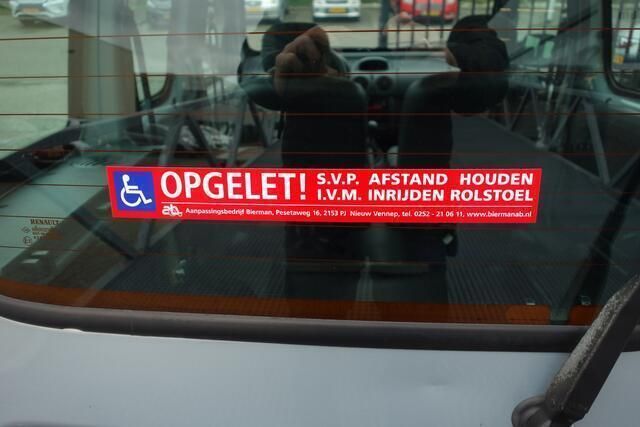 OPGELET!
S.V.P. AFSTAND HOUDEN
I.V.M. INRIJDEN ROLSTOEL
Aanpassingsbedrijf Bierman, Pesetaweg 16, 2153 PJ Nieuw Vennep, tel. 0252 - 21 06 11, www.biermanab.nl
RENAULT